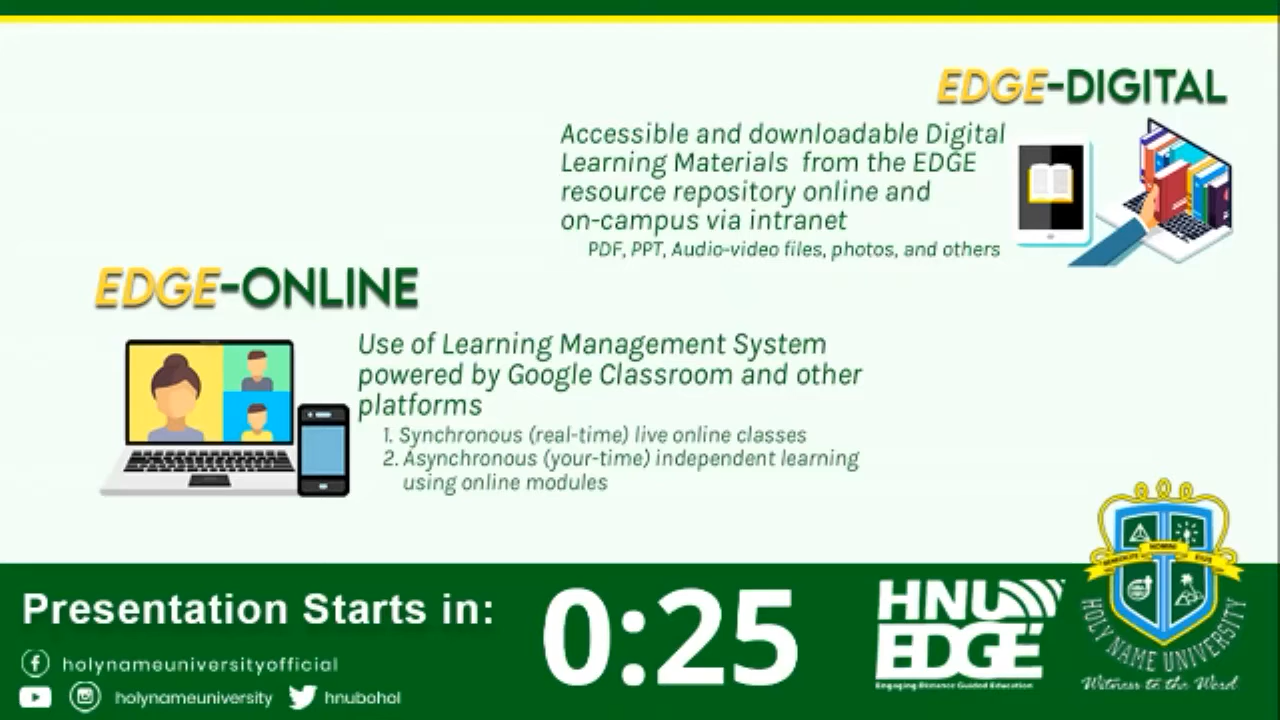 EDGE-DIGITAL
Accessible and downloadable Digital
Learning Materials from the EDGE
resource repository online and
on-campus via intranet
PDF, PPT, Audio-video files, photos, and others
EDGE-ONLINE
Use of Learning Management System
powered by Google Classroom and other
platforms
1. Synchronous (real-time) live online classes
2. Asynchronous (your-time) independent learning
using online modules
Presentation Starts in:
0:25
holynameuniversityofficial
holynameuniversity
hnubohol
HNU
EDGE
Engaging Distance Guided Education
HOLY NAME UNIVERSITY
Witness to the Word